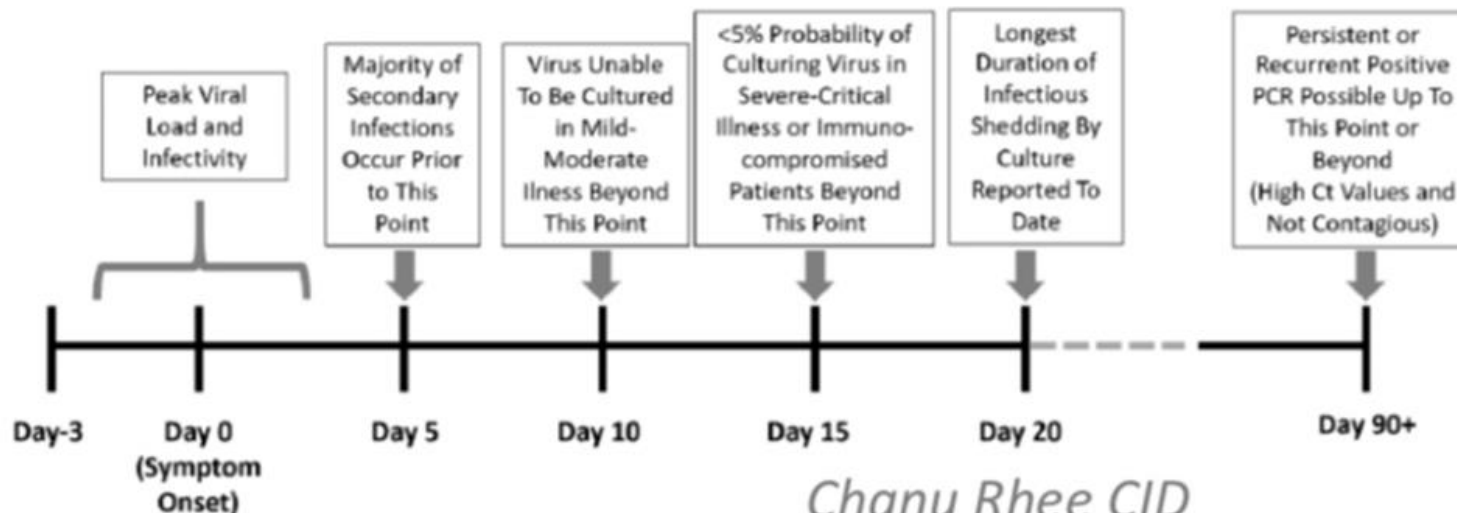 Peak Viral
Load and
Infectivity
Majority of
Secondary
Infections
Occur Prior
to This
Point
Virus Unable
To Be Cultured
in Mild-
Moderate
Ilness Beyond
This Point
<5% Probability of
Culturing Virus in
Severe-Critical
Illness or Immuno-
compromised
Patients Beyond
This Point
Longest
Duration of
Infectious
Shedding By
Culture
Reported To
Date
Persistent or
Recurrent Positive
PCR Possible Up To
This Point or
Beyond
(High Ct Values and
Not Contagious)
Day-3
Day 0
(Symptom
Onset)
Day 5
Day 10
Day 15
Day 20
Day 90+
Chanu Rhee CID